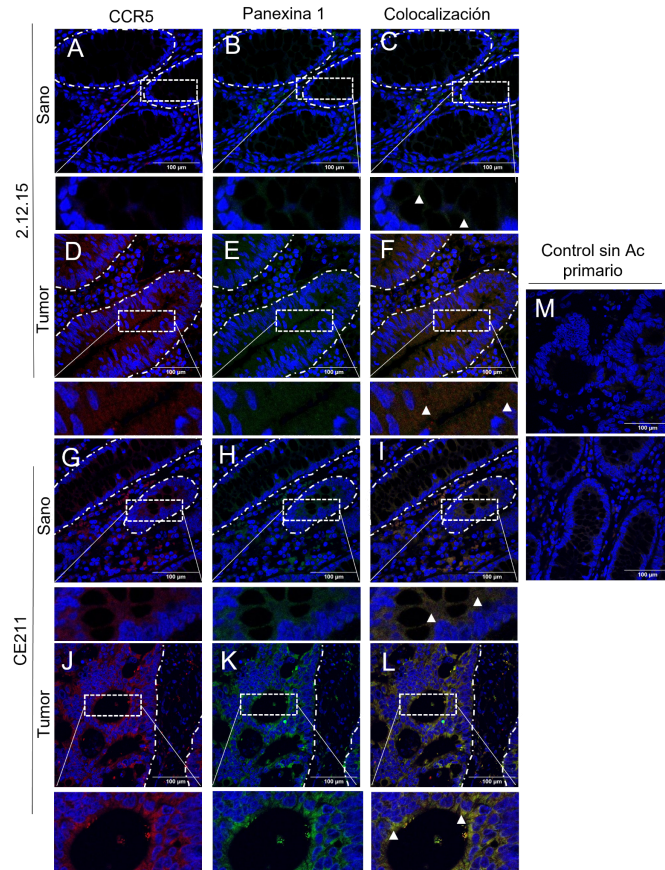 CCR5
Panexina 1
Colocalización
A
B
C
Sano
100 µm
100 µm
100 µm
2.12.15
D
E
F
Tumor
100 µm
100 µm
100 µm
Control sin Ac
primario
M
100 µm
100 µm
G
H
I
Sano
100 µm
100 µm
100 µm
CE211
J
K
L
Tumor
100 µm
100 µm
100 µm